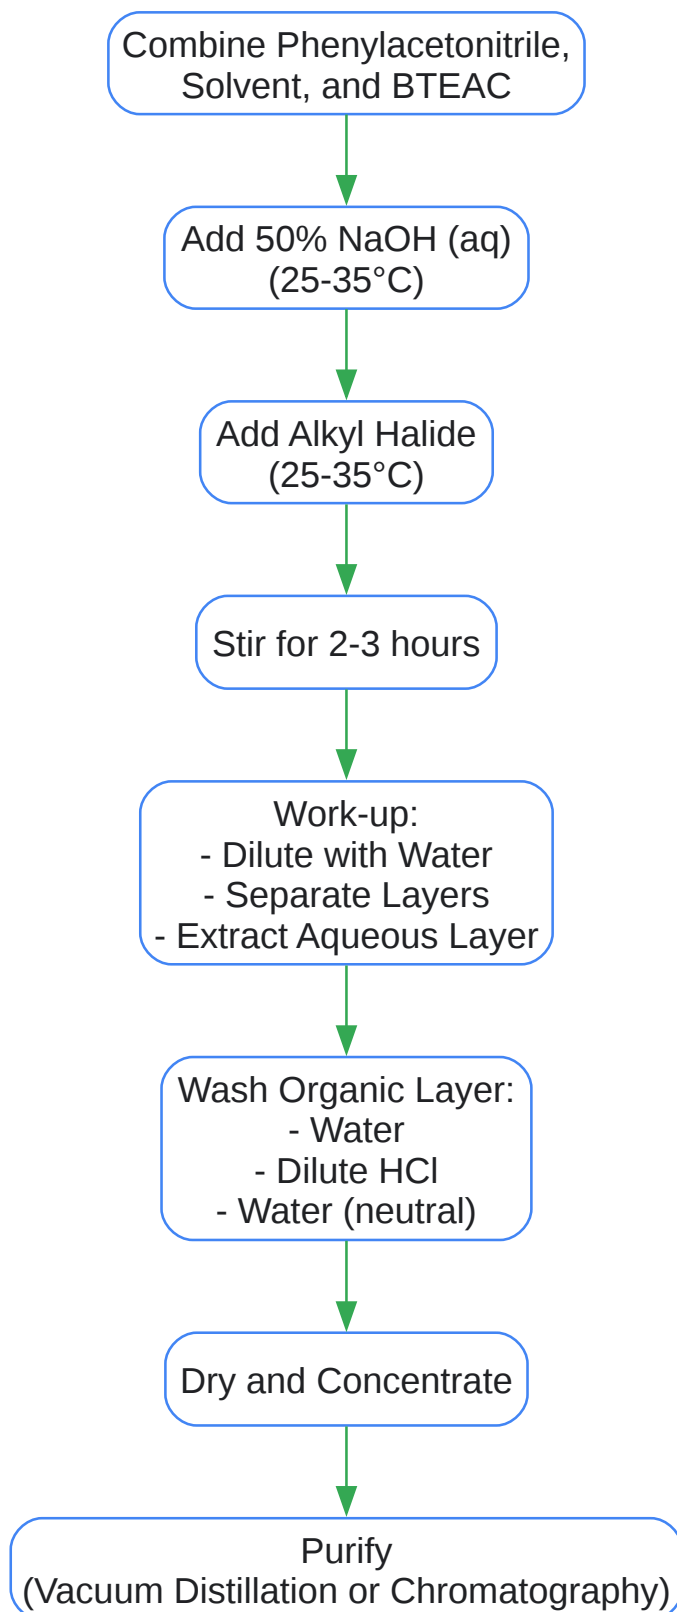 Combine Phenylacetonitrile,
Solvent, and BTEAC
Add 50% NaOH (aq)
(25-35°C)
Add Alkyl Halide
(25-35°C)
Stir for 2-3 hours
Work-up:
- Dilute with Water
- Separate Layers
- Extract Aqueous Layer
Wash Organic Layer:
- Water
- Dilute HCl
- Water (neutral)
Dry and Concentrate
Purify
(Vacuum Distillation or Chromatography)